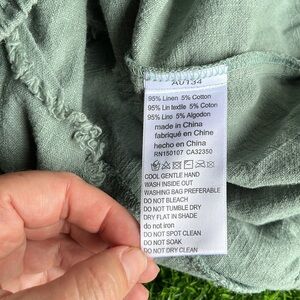 AU134
95% Linen 5% Cotton
95% Lin textile 5% Coton
95% Lino 5% Algodon
made in China
fabriqué en Chine
hecho en China
RN150107 CA32350
COOL GENTLE HAND
WASH INSIDE OUT
WASHING BAG PREFERABLE
DO NOT BLEACH
DO NOT TUMBLE DRY
DRY FLAT IN SHADE
do not iron
DO NOT SPOT CLEAN
DO NOT SOAK
DO NOT DRY CLEAN